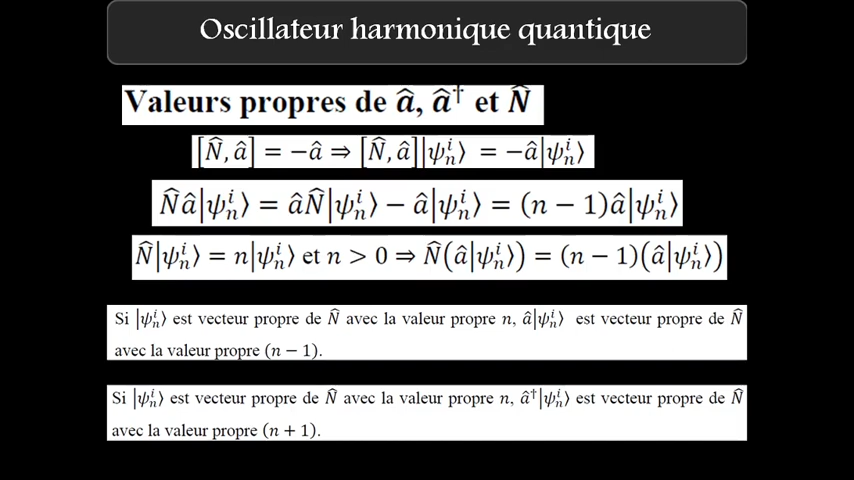 Oscillateur harmonique quantique
Valeurs propres de â, â† et N̂
[N̂, â] = −â ⇒ [N̂, â]|ψₙⁱ⟩ = −â|ψₙⁱ⟩
N̂â|ψₙⁱ⟩ = âN̂|ψₙⁱ⟩ − â|ψₙⁱ⟩ = (n − 1)â|ψₙⁱ⟩
N̂|ψₙⁱ⟩ = n|ψₙⁱ⟩ et n > 0 ⇒ N̂(â|ψₙⁱ⟩) = (n − 1)(â|ψₙⁱ⟩)
Si |ψₙⁱ⟩ est vecteur propre de N̂ avec la valeur propre n, â|ψₙⁱ⟩ est vecteur propre de N̂
avec la valeur propre (n − 1).
Si |ψₙⁱ⟩ est vecteur propre de N̂ avec la valeur propre n, â†|ψₙⁱ⟩ est vecteur propre de N̂
avec la valeur propre (n + 1).